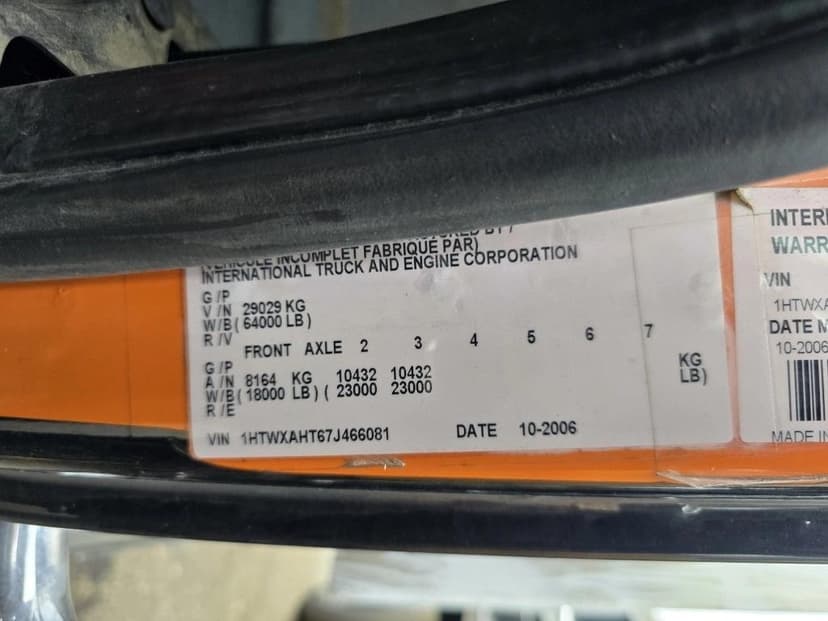 BY /
VEHICULE INCOMPLET FABRIQUE PAR)
INTERNATIONAL TRUCK AND ENGINE CORPORATION
G /P
V /N 29029 KG
W/B( 64000 LB)
R /V
FRONT AXLE 2 3 4 5 6 7
G /P
A /N 8164 KG 10432 10432 KG
W/B( 18000 LB) ( 23000 23000 LB)
R /E
VIN 1HTWXAHT67J466081 DATE 10-2006
INTER
WARR
VIN
1HTWXA
DATE M
10-2006
MADE IN